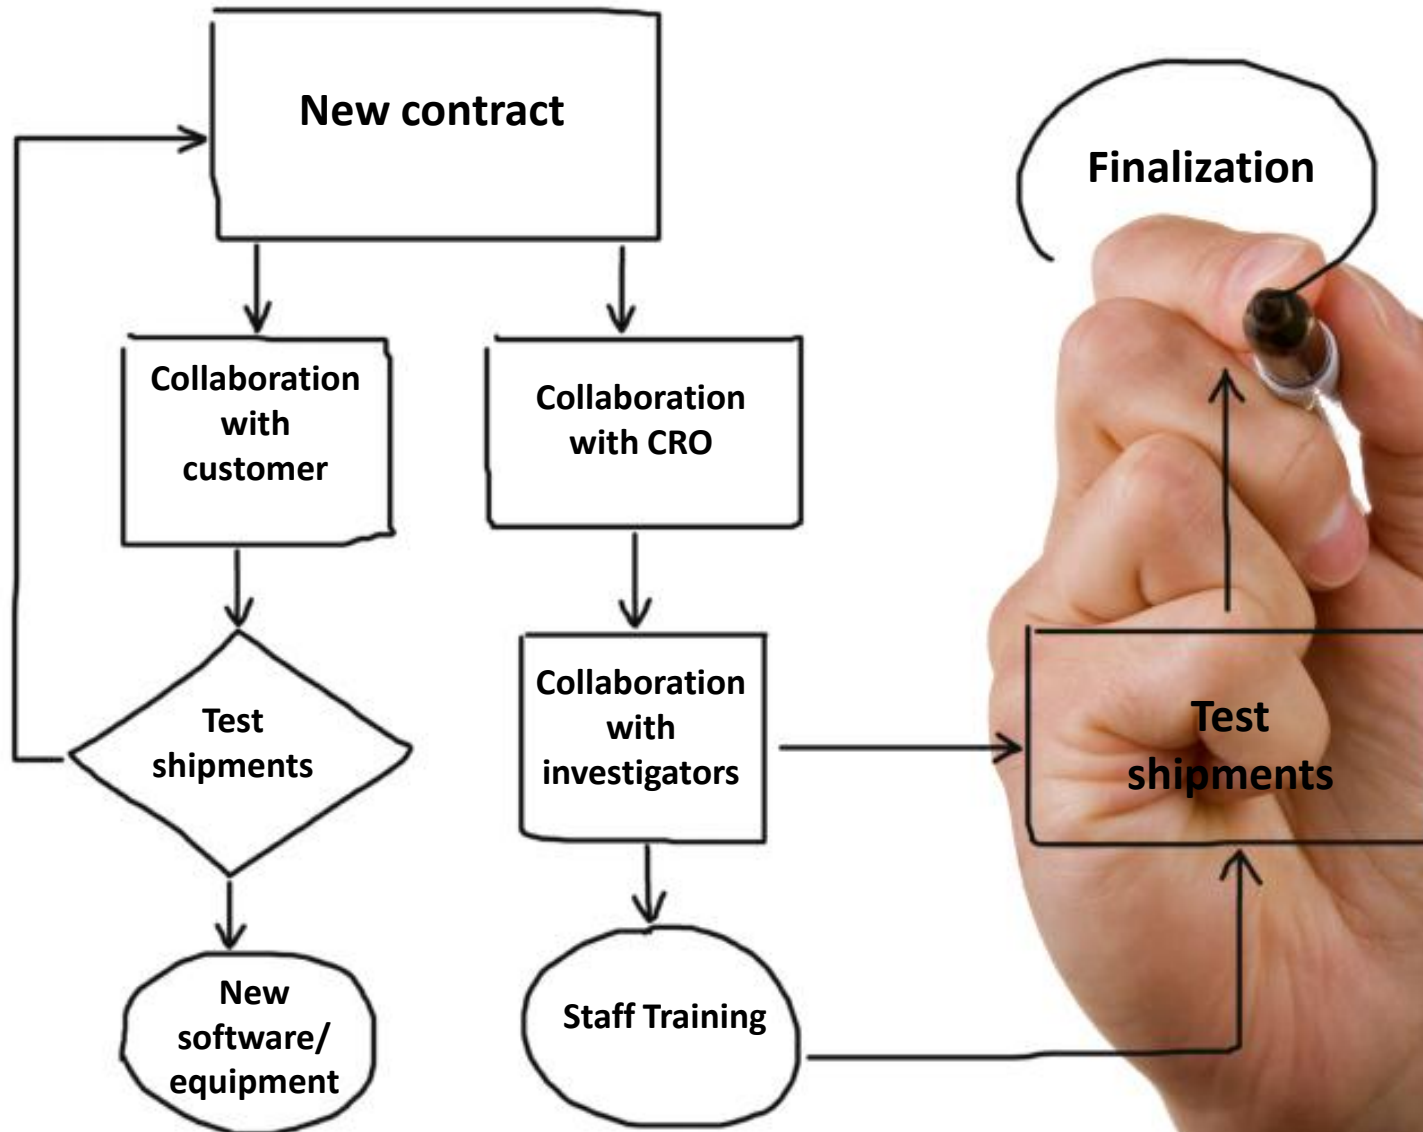 New contract
Finalization
Collaboration
with
customer
Collaboration
with CRO
Test
shipments
Collaboration
with
investigators
Test
shipments
New
software/
equipment
Staff Training